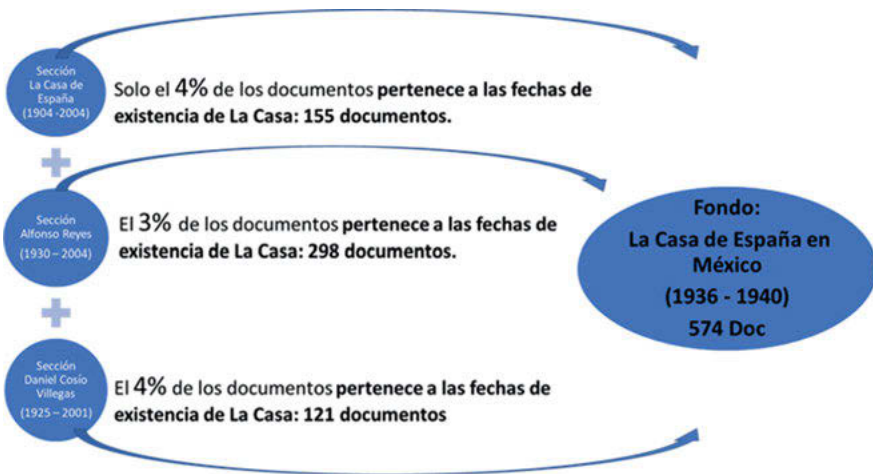 Sección
La Casa de
España
(1904 -2004)
Solo el 4% de los documentos pertenece a las fechas de
existencia de La Casa: 155 documentos.
Sección
Alfonso Reyes
(1930 – 2004)
El 3% de los documentos pertenece a las fechas de
existencia de La Casa: 298 documentos.
Sección
Daniel Cosío
Villegas
(1925 – 2001)
El 4% de los documentos pertenece a las fechas de
existencia de La Casa: 121 documentos
Fondo:
La Casa de España en
México
(1936 - 1940)
574 Doc